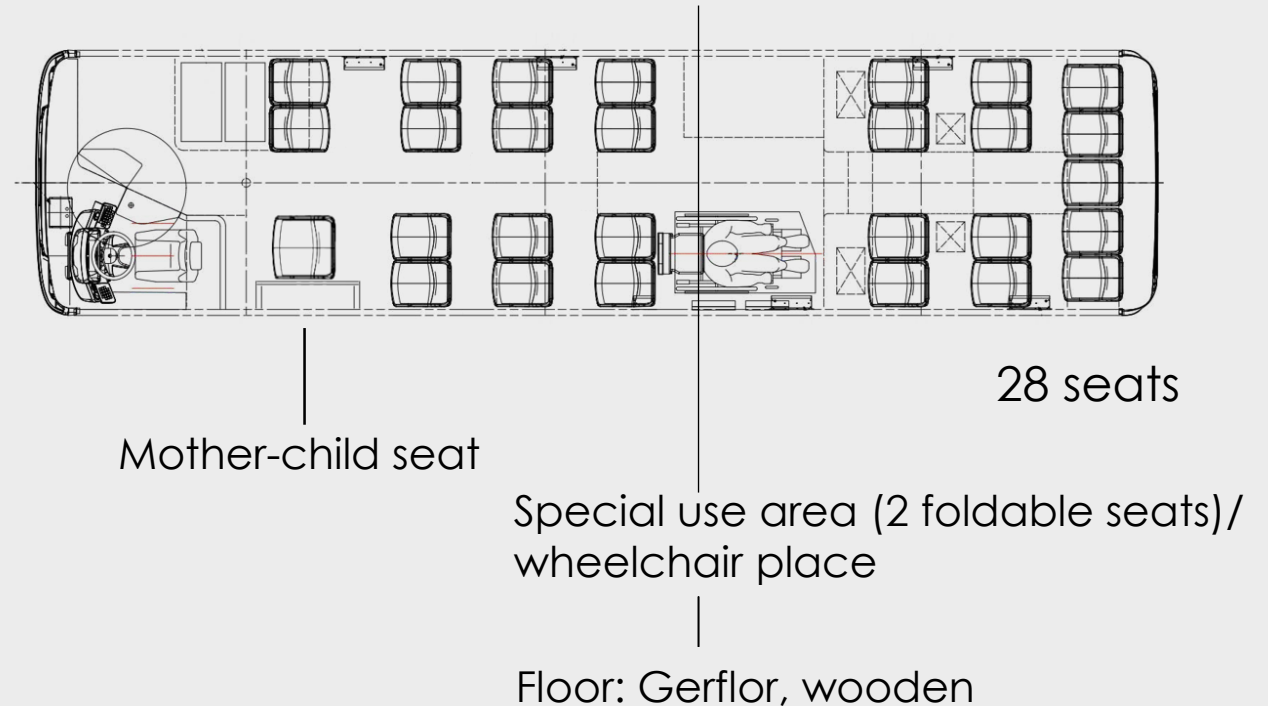 28 seats
Mother-child seat
Special use area (2 foldable seats)/
wheelchair place
Floor: Gerflor, wooden